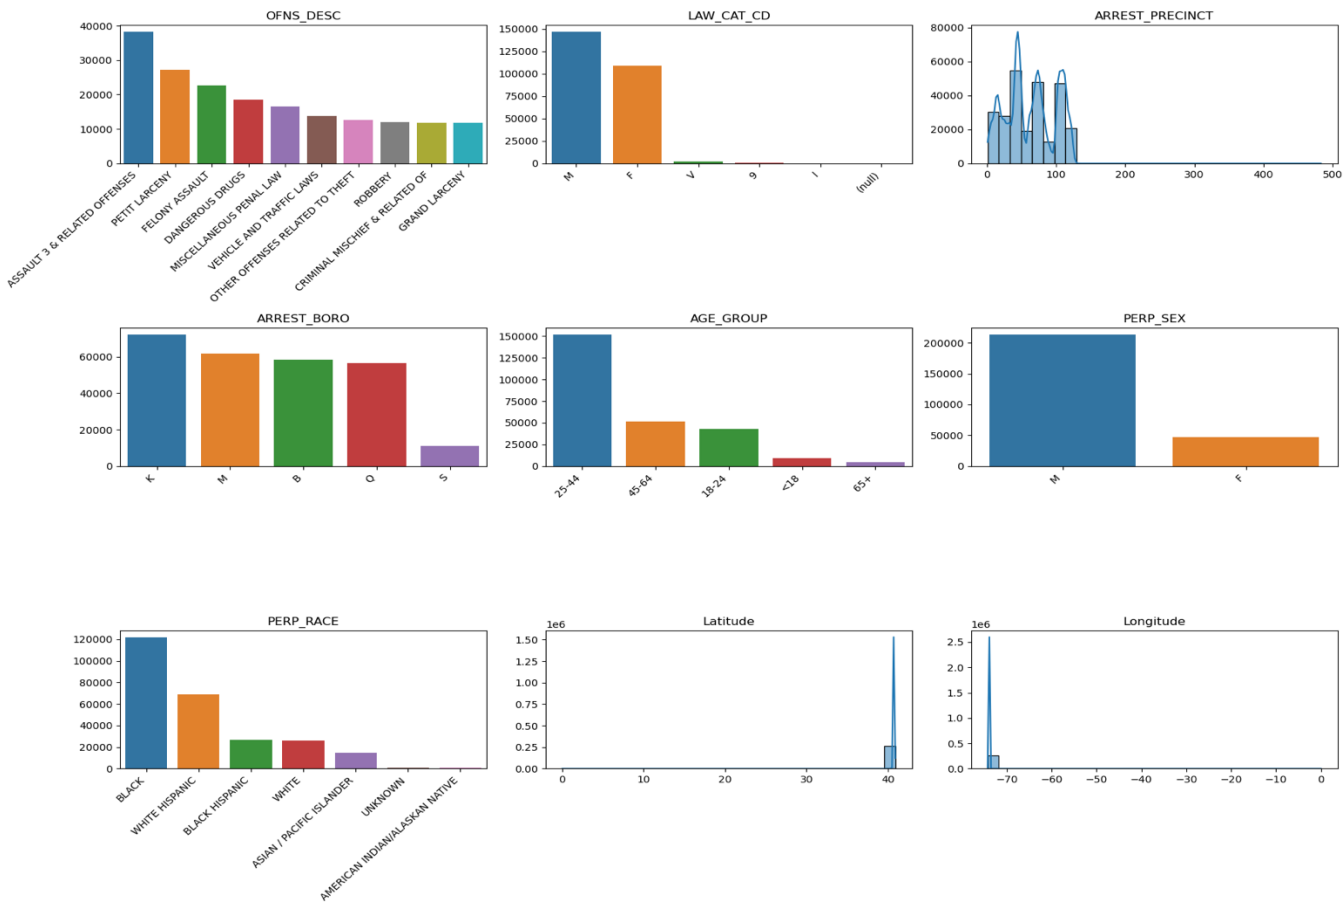 OFNS_DESC
40000
30000
20000
10000
0
ASSAULT 3 & RELATED OFFENSES
PETIT LARCENY
FELONY ASSAULT
DANGEROUS DRUGS
MISCELLANEOUS PENAL LAW
VEHICLE AND TRAFFIC LAWS
OTHER OFFENSES RELATED TO THEFT
ROBBERY
CRIMINAL MISCHIEF & RELATED OF
GRAND LARCENY
LAW_CAT_CD
150000
125000
100000
75000
50000
25000
0
M
F
V
9
I
(null)
ARREST_PRECINCT
80000
60000
40000
20000
0
0 100 200 300 400 500
ARREST_BORO
60000
40000
20000
0
K
M
B
Q
S
AGE_GROUP
150000
125000
100000
75000
50000
25000
0
25-44
45-64
18-24
<18
65+
PERP_SEX
200000
150000
100000
50000
0
M
F
PERP_RACE
120000
100000
80000
60000
40000
20000
0
BLACK
WHITE HISPANIC
BLACK HISPANIC
WHITE
ASIAN / PACIFIC ISLANDER
UNKNOWN
AMERICAN INDIAN/ALASKAN NATIVE
Latitude
1e6
1.50
1.25
1.00
0.75
0.50
0.25
0.00
0 10 20 30 40
Longitude
1e6
2.5
2.0
1.5
1.0
0.5
0.0
−70 −60 −50 −40 −30 −20 −10 0